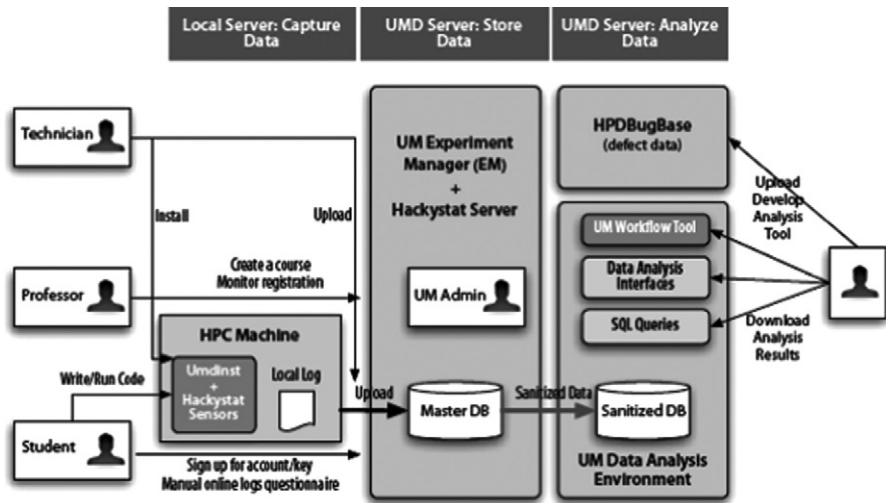 Local Server: Capture
Data
UMD Server: Store
Data
UMD Server: Analyze
Data
Technician
Install
Upload
Professor
Create a course
Monitor registration
HPC Machine
UmdInst
+
Hackystat
Sensors
Local Log
Write/Run Code
Student
Sign up for account/key
Manual online logs questionnaire
Upload
UM Experiment
Manager (EM)
+
Hackystat Server
UM Admin
Master DB
Sanitized Data
HPDBugBase
(defect data)
UM Workflow Tool
Data Analysis
Interfaces
SQL Queries
Sanitized DB
UM Data Analysis
Environment
Upload
Develop
Analysis
Tool
Download
Analysis
Results